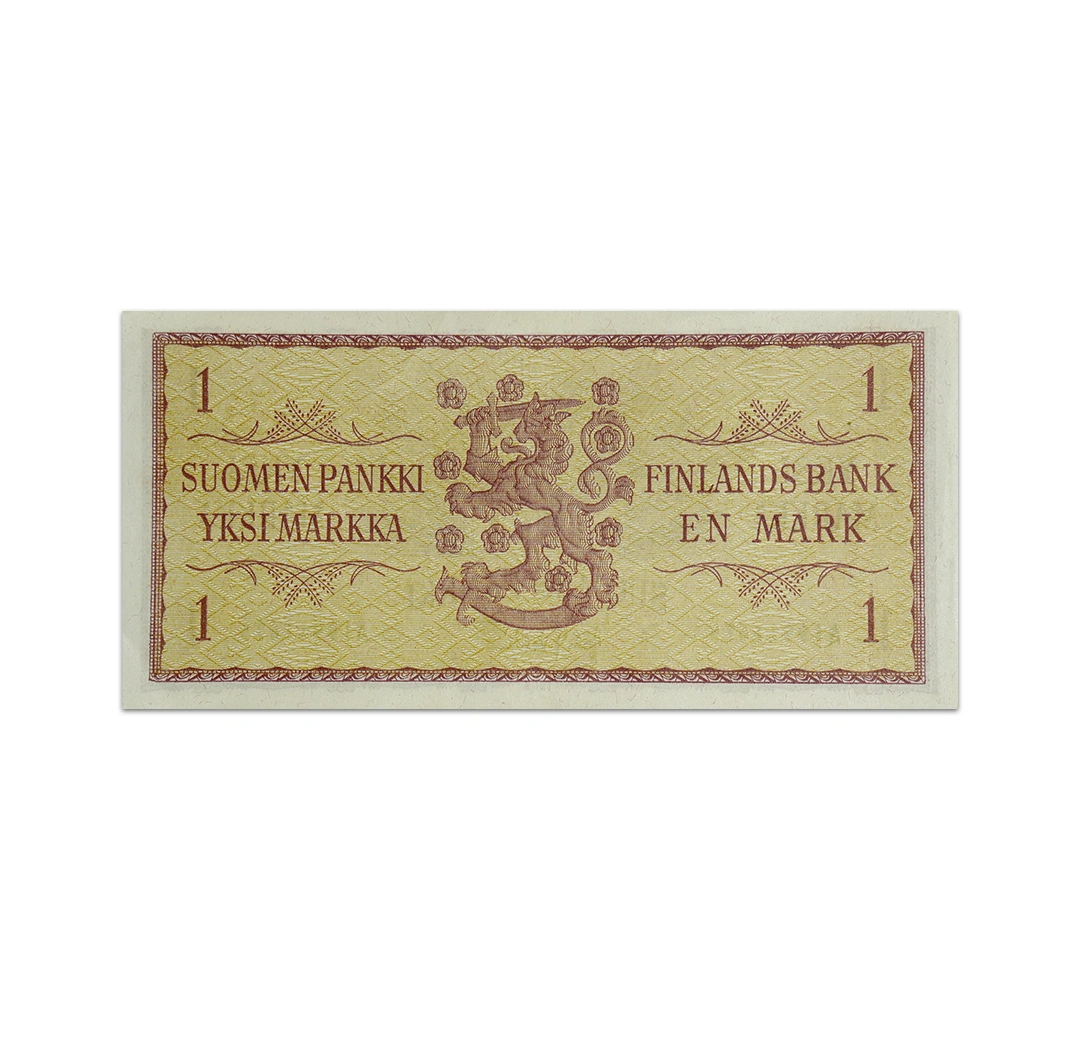 1 1
SUOMEN PANKKI FINLANDS BANK
YKSI MARKKA EN MARK
1 1